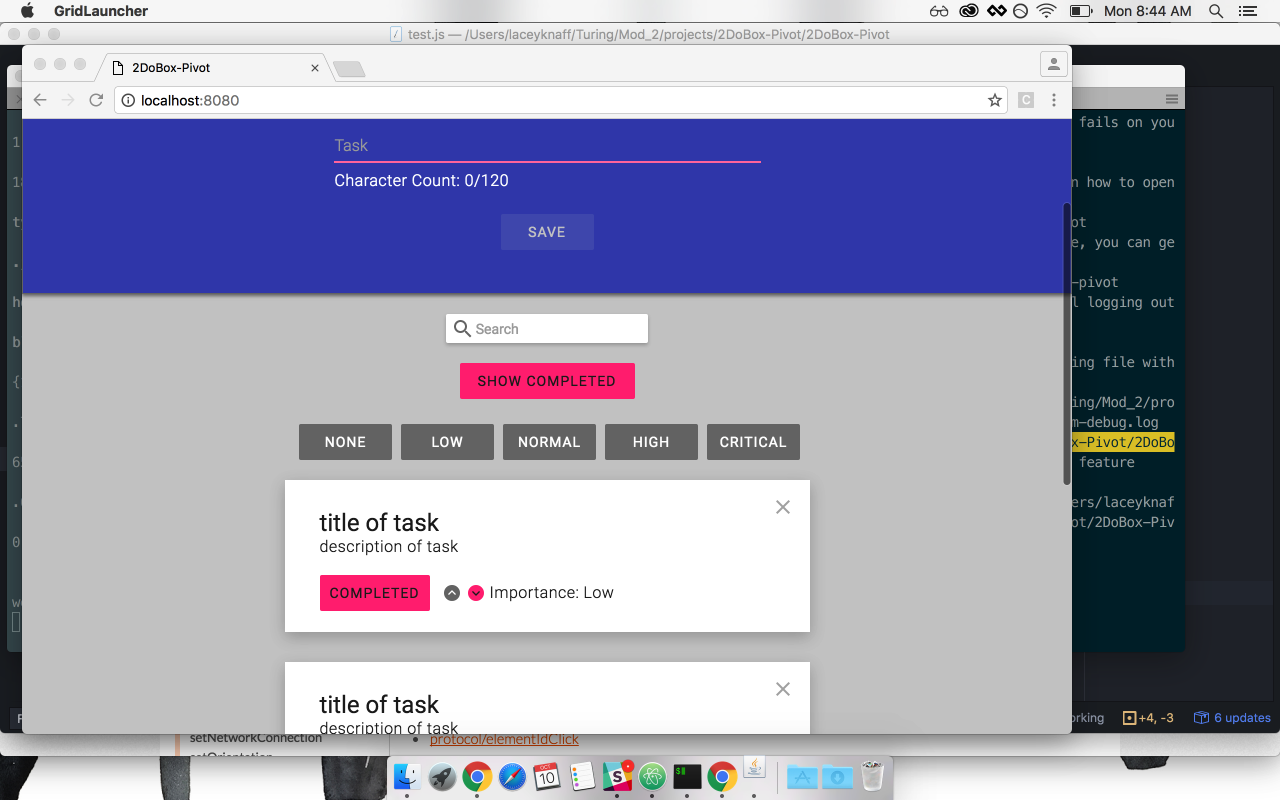 GridLauncher
Mon 8:44 AM
test.js — /Users/laceyknaff/Turing/Mod_2/projects/2DoBox-Pivot/2DoBox-Pivot
2DoBox-Pivot
localhost:8080
C
Task
Character Count: 0/120
SAVE
Search
SHOW COMPLETED
NONE LOW NORMAL HIGH CRITICAL
title of task
description of task
COMPLETED Importance: Low
title of task
description of task
fails on you
n how to open
ot
e, you can ge
-pivot
l logging out
ing file with
ing/Mod_2/pro
m-debug.log
x-Pivot/2DoBo
feature
ers/laceyknaf
ot/2DoBox-Piv
orking +4, -3 6 updates
setNetworkConnection
protocol/elementIdClick
setOrientation
OCT
10